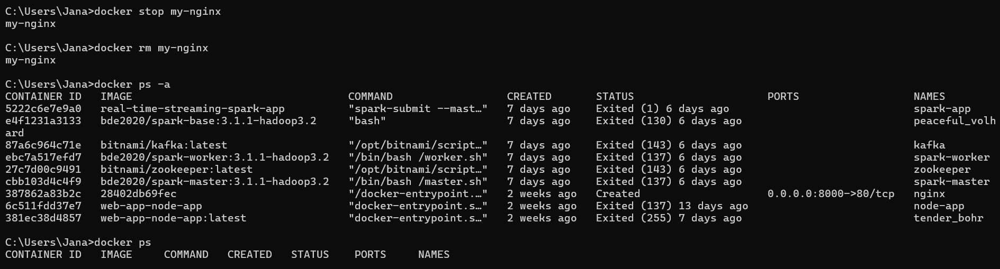 C:\Users\Jana>docker stop my-nginx
my-nginx
C:\Users\Jana>docker rm my-nginx
my-nginx
C:\Users\Jana>docker ps -a
CONTAINER ID   IMAGE                                  COMMAND                  CREATED       STATUS                     PORTS                  NAMES
5222c6e7e9a0   real-time-streaming-spark-app          "spark-submit --mast…"   7 days ago    Exited (1) 6 days ago                             spark-app
e4f1231a3133   bde2020/spark-base:3.1.1-hadoop3.2     "bash"                   7 days ago    Exited (130) 6 days ago                           peaceful_volh
ard
87a6c964c71e   bitnami/kafka:latest                   "/opt/bitnami/script…"   7 days ago    Exited (143) 6 days ago                           kafka
ebc7a517efd7   bde2020/spark-worker:3.1.1-hadoop3.2   "/bin/bash /worker.sh"   7 days ago    Exited (137) 6 days ago                           spark-worker
27c7d00c9491   bitnami/zookeeper:latest               "/opt/bitnami/script…"   7 days ago    Exited (143) 6 days ago                           zookeeper
cbb103d4c4f9   bde2020/spark-master:3.1.1-hadoop3.2   "/bin/bash /master.sh"   7 days ago    Exited (137) 6 days ago                           spark-master
387862a83b2c   28402db69fec                           "/docker-entrypoint.…"   2 weeks ago   Created                    0.0.0.0:8000->80/tcp   nginx
6c511fdd37e7   web-app-node-app                       "docker-entrypoint.s…"   2 weeks ago   Exited (137) 13 days ago                          node-app
381ec38d4857   web-app-node-app:latest                "docker-entrypoint.s…"   2 weeks ago   Exited (255) 7 days ago                           tender_bohr
C:\Users\Jana>docker ps
CONTAINER ID   IMAGE     COMMAND   CREATED   STATUS    PORTS     NAMES